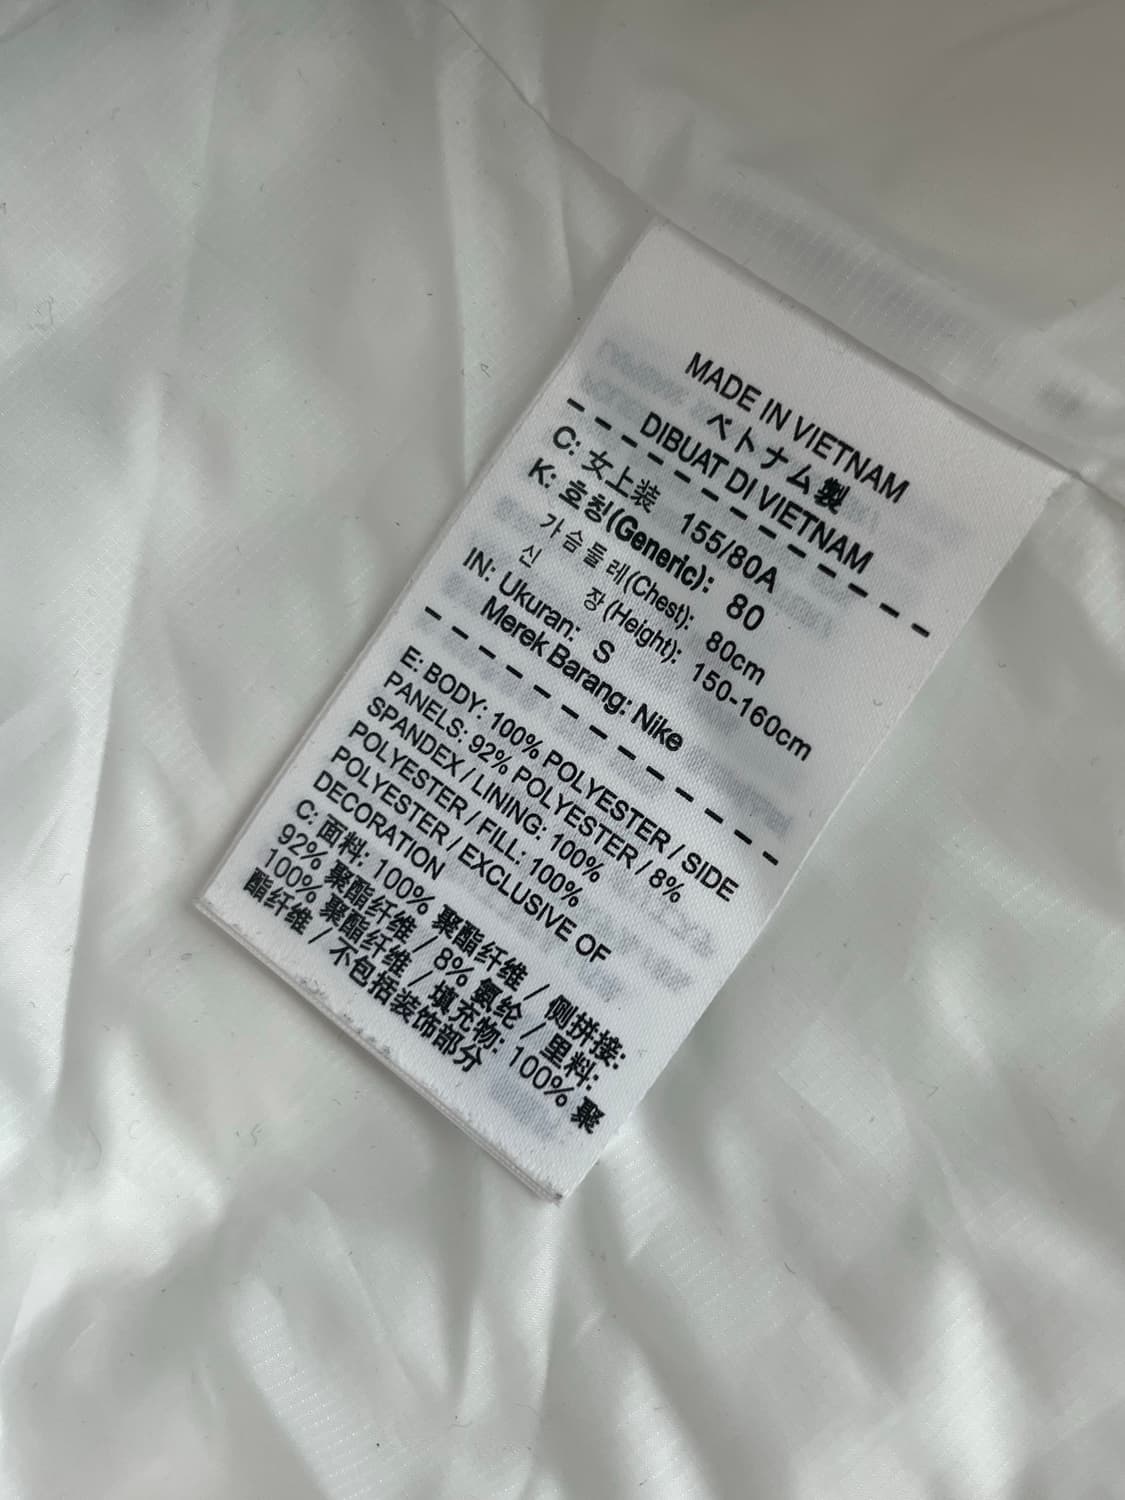 MADE IN VIETNAM
ベトナム製
DIBUAT DI VIETNAM
C: 女上装 155/80A
K: 호칭(Generic): 80
가슴둘레(Chest): 80cm
신 장(Height): 150-160cm
IN: Ukuran: S
Merek Barang: Nike
E: BODY: 100% POLYESTER / SIDE
PANELS: 92% POLYESTER / 8%
SPANDEX / LINING: 100%
POLYESTER / FILL: 100%
POLYESTER / EXCLUSIVE OF
DECORATION
C: 面料: 100% 聚酯纤维 / 侧拼接:
92% 聚酯纤维 / 8% 氨纶 / 里料:
100% 聚酯纤维 / 填充物: 100% 聚
酯纤维 / 不包括装饰部分